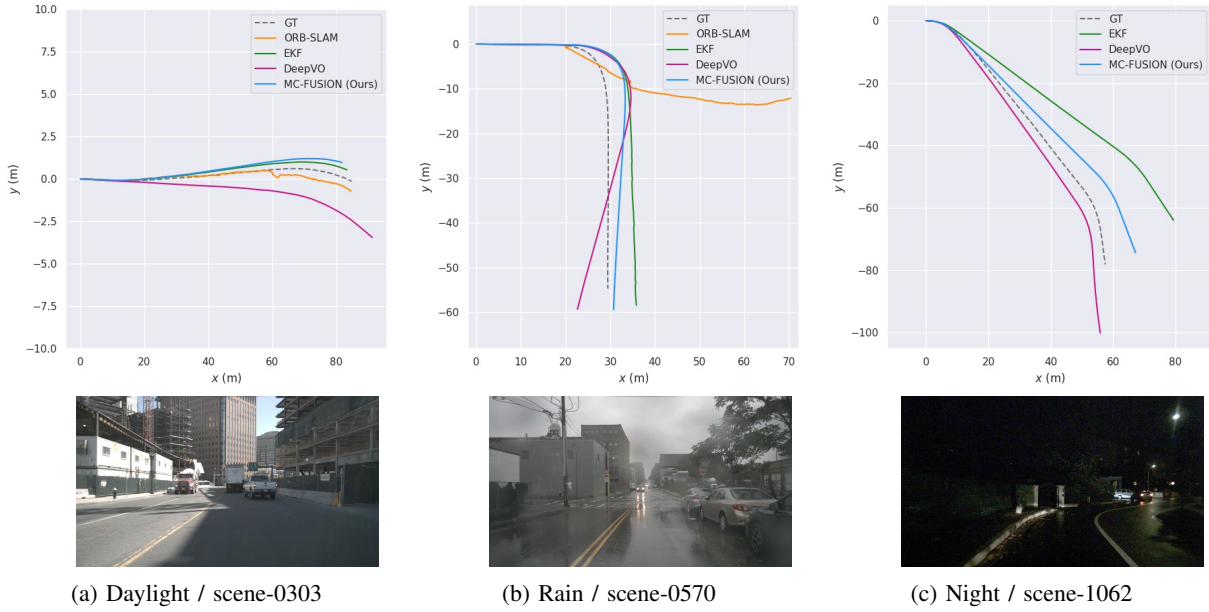 10.0
7.5
5.0
2.5
0.0
−2.5
−5.0
−7.5
−10.0
y (m)
0 20 40 60 80
x (m)
GT
ORB-SLAM
EKF
DeepVO
MC-FUSION (Ours)
0
−10
−20
−30
−40
−50
−60
y (m)
0 10 20 30 40 50 60 70
x (m)
GT
ORB-SLAM
EKF
DeepVO
MC-FUSION (Ours)
0
−20
−40
−60
−80
−100
y (m)
0 20 40 60 80
x (m)
GT
EKF
DeepVO
MC-FUSION (Ours)
(a) Daylight / scene-0303
(b) Rain / scene-0570
(c) Night / scene-1062